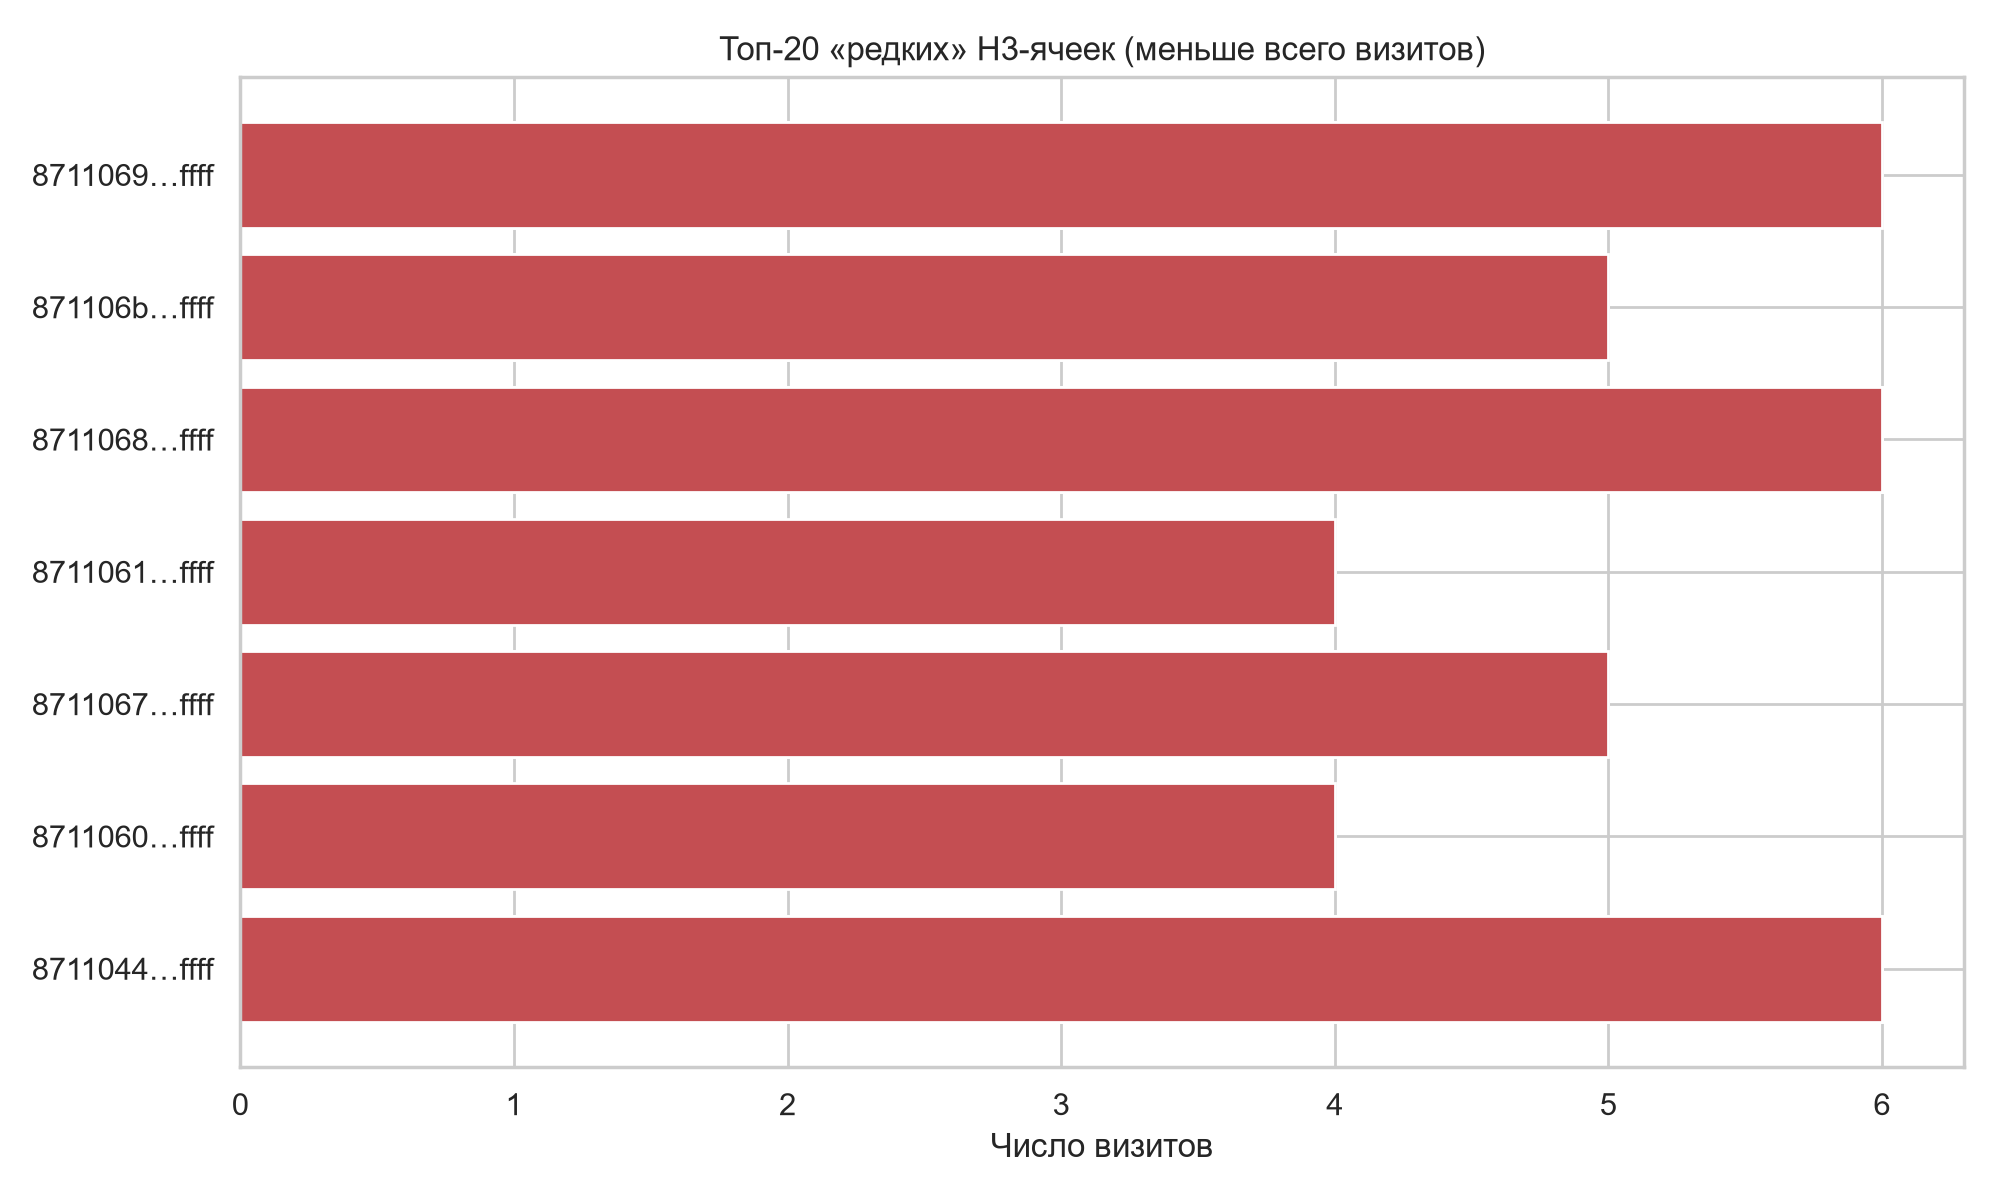 Топ-20 «редких» H3-ячеек (меньше всего визитов)
8711069…ffff
871106b…ffff
8711068…ffff
8711061…ffff
8711067…ffff
8711060…ffff
8711044…ffff
0 1 2 3 4 5 6
Число визитов